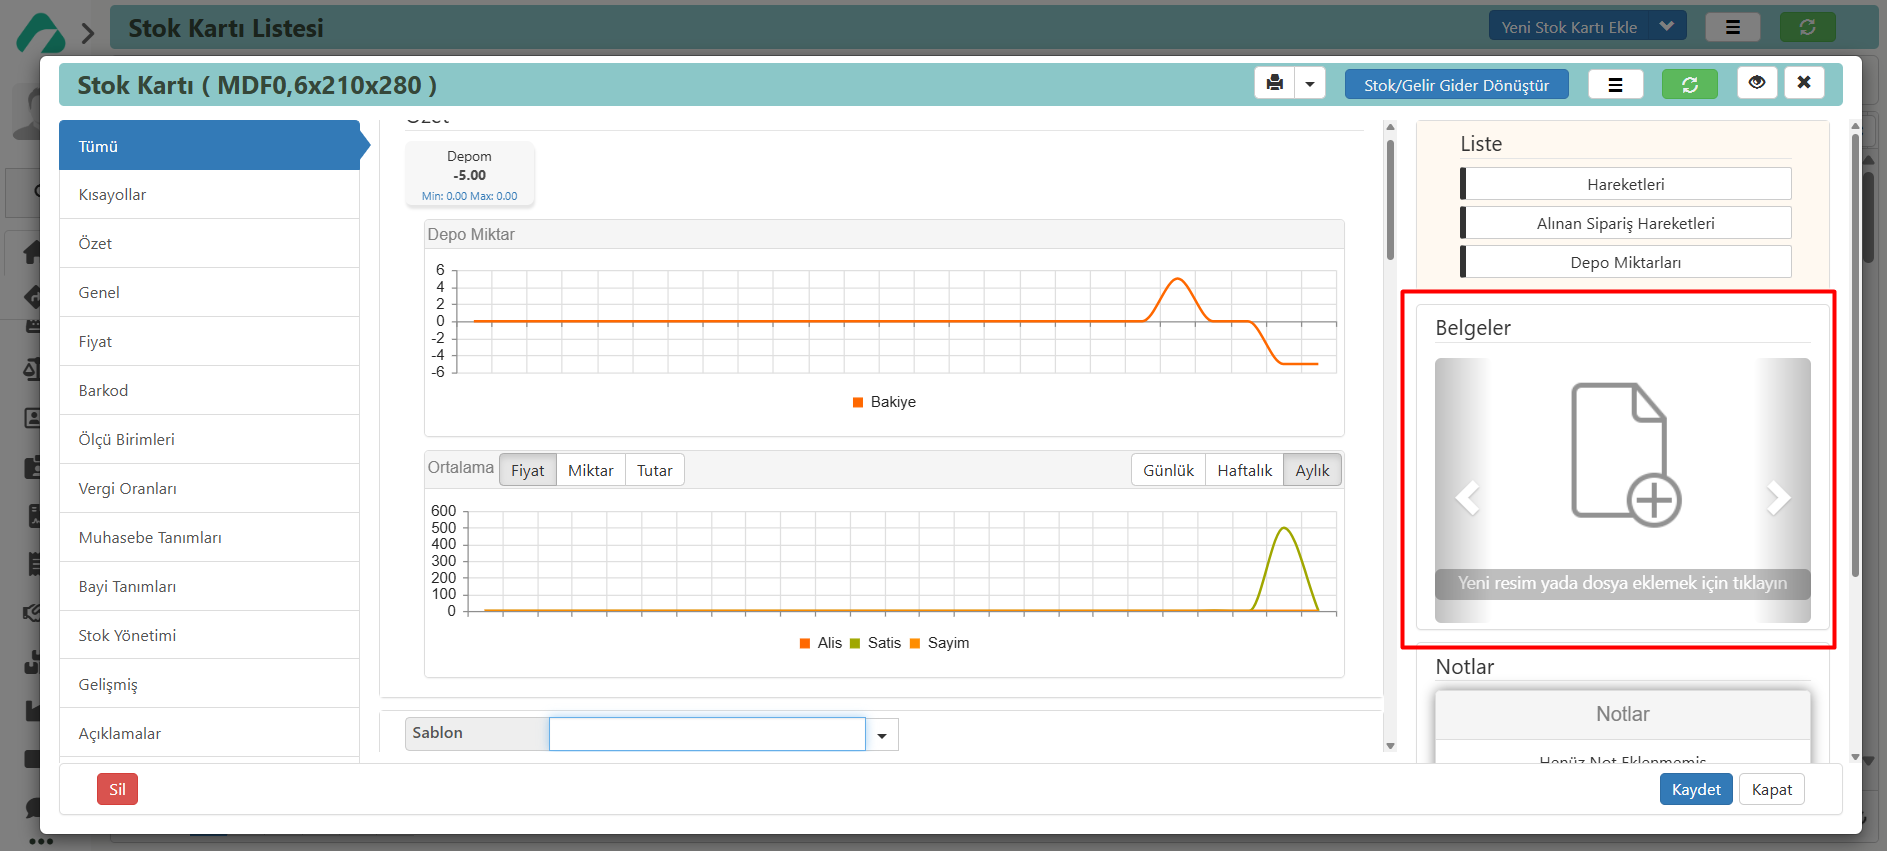 Stok Kartı Listesi
Yeni Stok Kartı Ekle
Stok Kartı ( MDF0,6x210x280 )
Stok/Gelir Gider Dönüştür
Tümü
Kısayollar
Özet
Genel
Fiyat
Barkod
Ölçü Birimleri
Vergi Oranları
Muhasebe Tanımları
Bayi Tanımları
Stok Yönetimi
Gelişmiş
Açıklamalar
Özet
Depom
-5.00
Min: 0.00 Max: 0.00
Depo Miktar
6
4
2
0
-2
-4
-6
Bakiye
Ortalama Fiyat Miktar Tutar
Günlük Haftalık Aylık
600
500
400
300
200
100
0
Alis Satis Sayim
Sablon
Liste
Hareketleri
Alınan Sipariş Hareketleri
Depo Miktarları
Belgeler
Yeni resim yada dosya eklemek için tıklayın
Notlar
Notlar
Henüz Not Eklenmemiş
Sil
Kaydet
Kapat